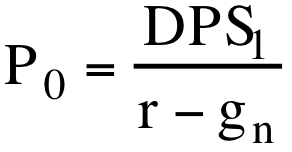 P₀ = DPS₁ / (r − gₙ)